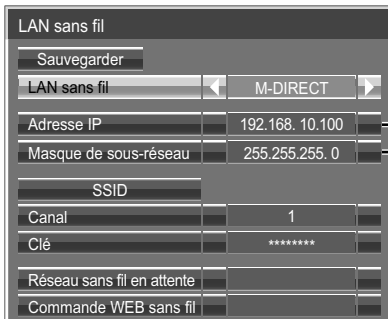 LAN sans fil
Sauvegarder
LAN sans fil M-DIRECT
Adresse IP 192.168. 10.100
Masque de sous-réseau 255.255.255. 0
SSID
Canal 1
Clé ********
Réseau sans fil en attente
Commande WEB sans fil